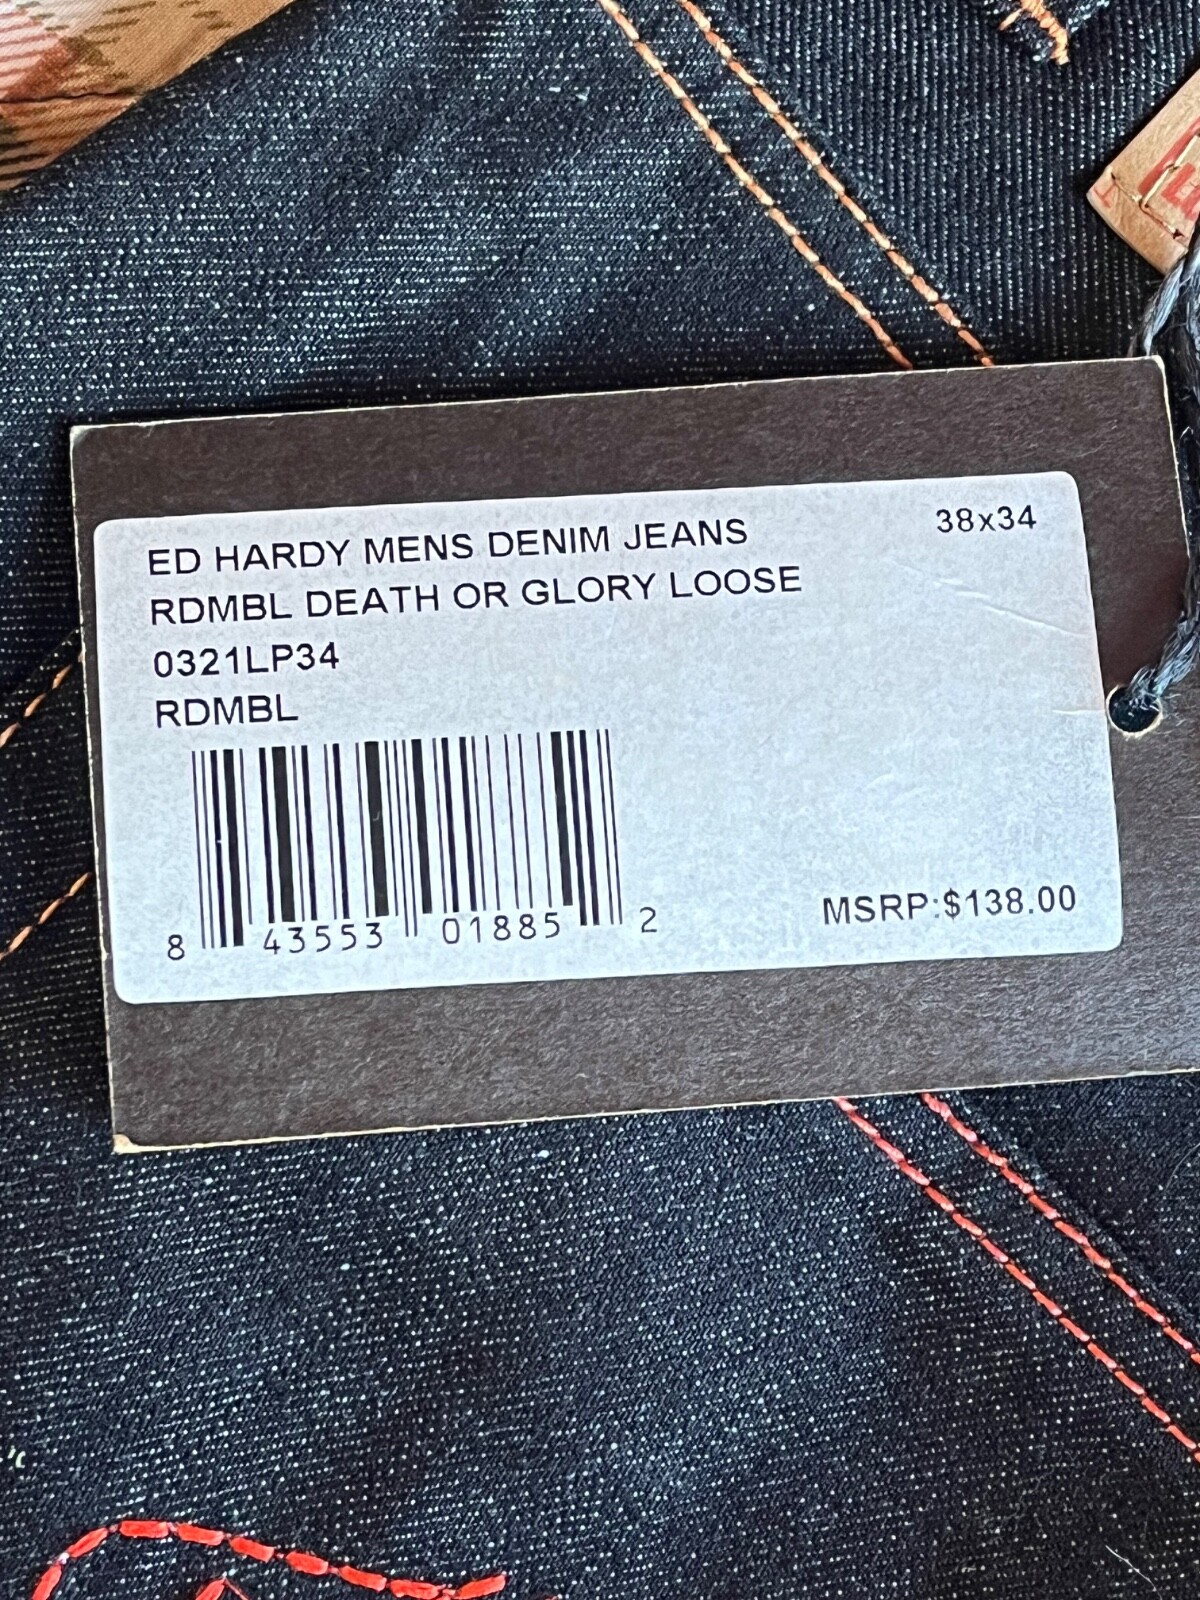 ED HARDY MENS DENIM JEANS 38x34
RDMBL DEATH OR GLORY LOOSE
0321LP34
RDMBL
8 43553 01885 2
MSRP:$138.00